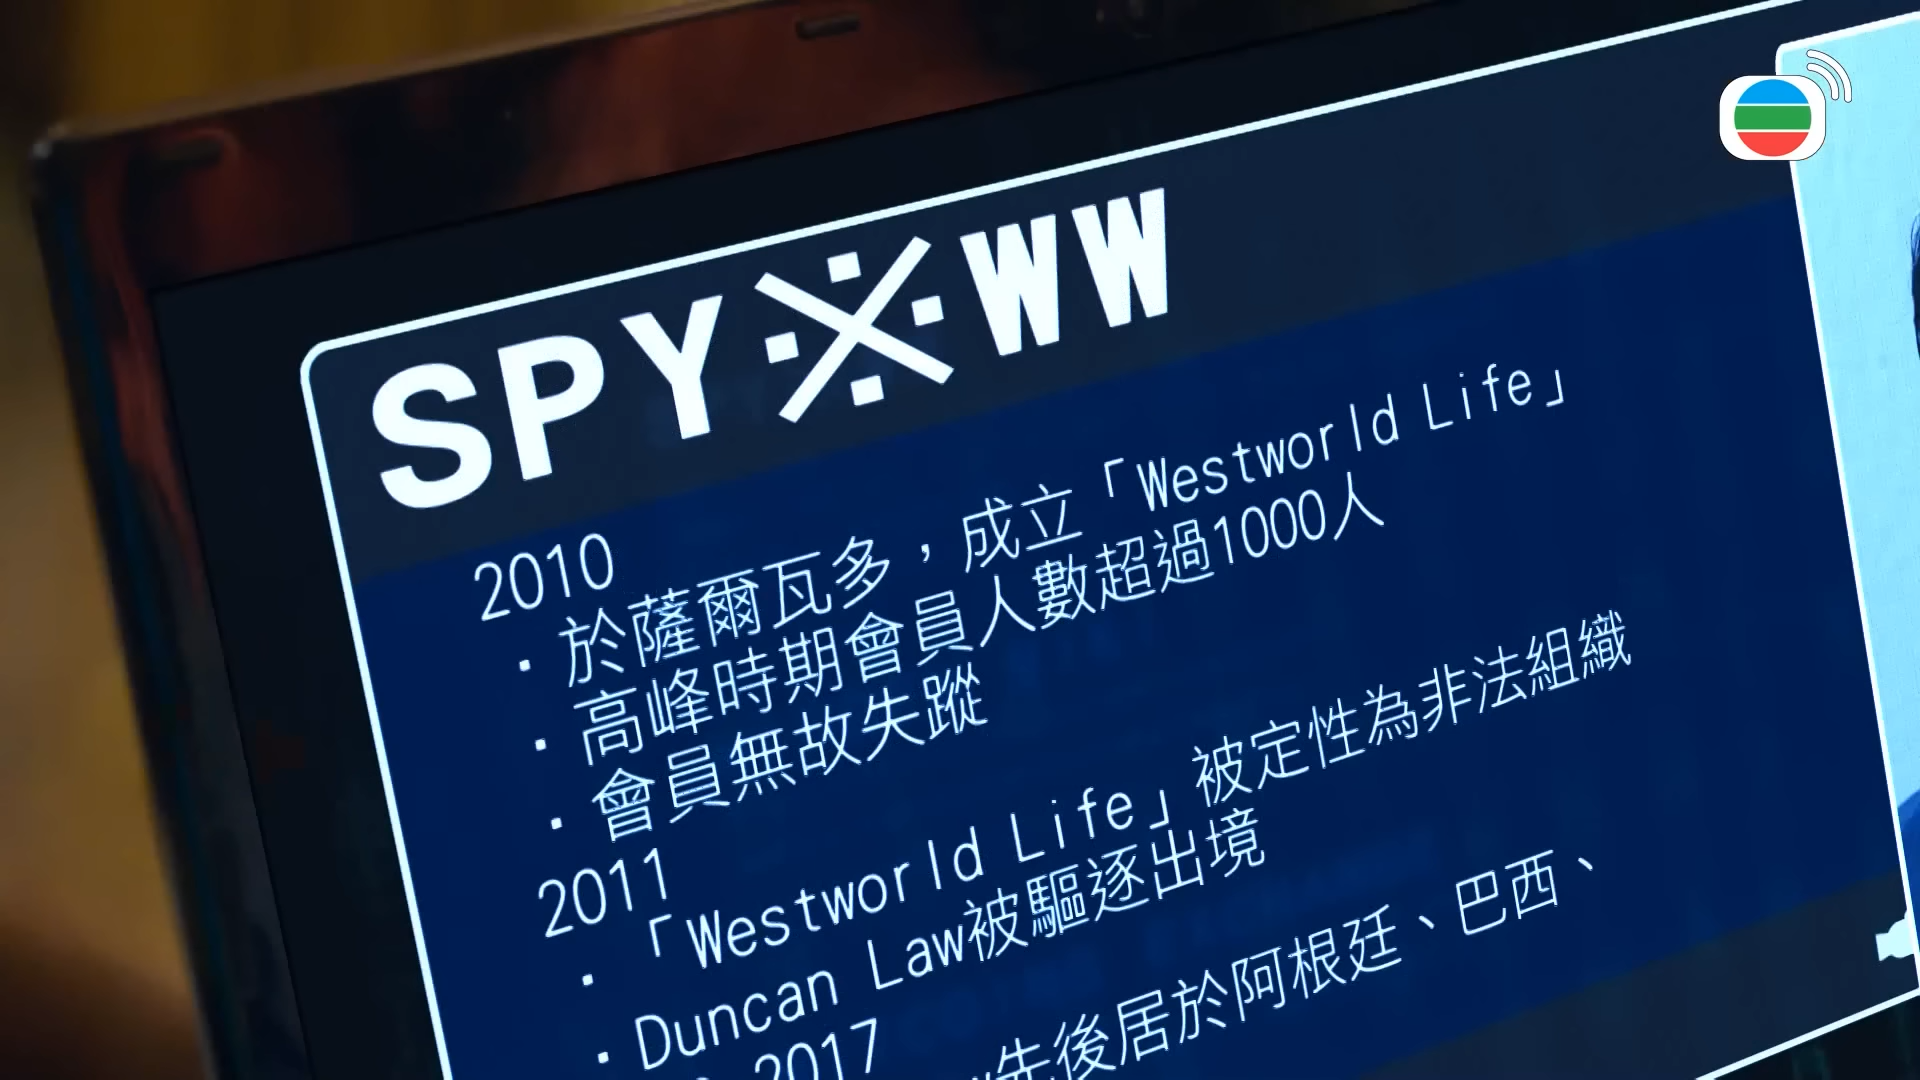 SPY※WW
2010
．於薩爾瓦多，成立「Westworld Life」
．高峰時期會員人數超過1000人
．會員無故失蹤
2011
．「Westworld Life」被定性為非法組織
．Duncan Law被驅逐出境
2017
先後居於阿根廷、巴西、